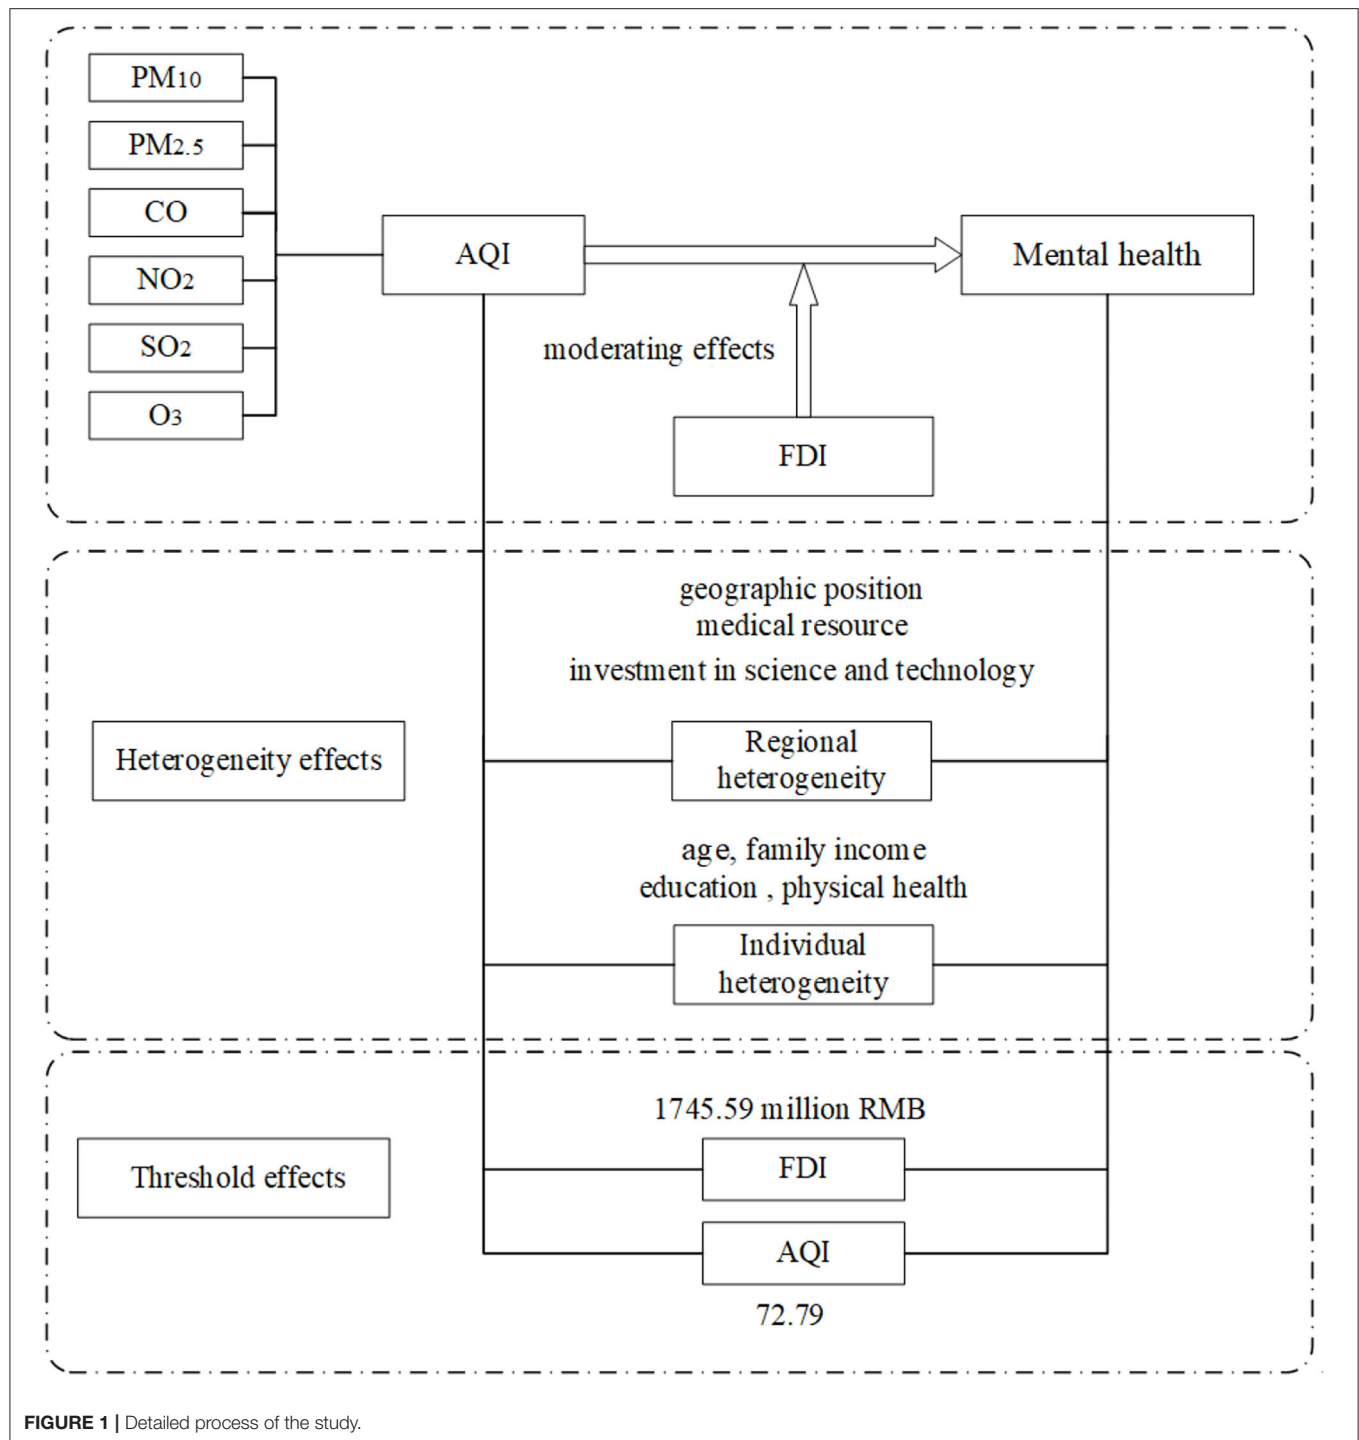 PM10
PM2.5
CO
NO2
SO2
O3
AQI
Mental health
moderating effects
FDI
geographic position
medical resource
investment in science and technology
Heterogeneity effects
Regional
heterogeneity
age, family income
education , physical health
Individual
heterogeneity
1745.59 million RMB
Threshold effects
FDI
AQI
72.79
FIGURE 1 | Detailed process of the study.